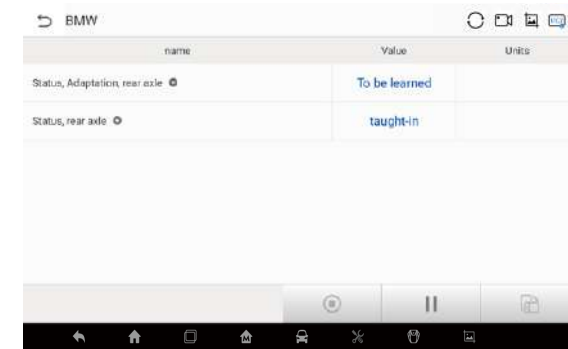 BMW
name Value Units
Status, Adaptation, rear axle To be learned
Status, rear axle taught-in